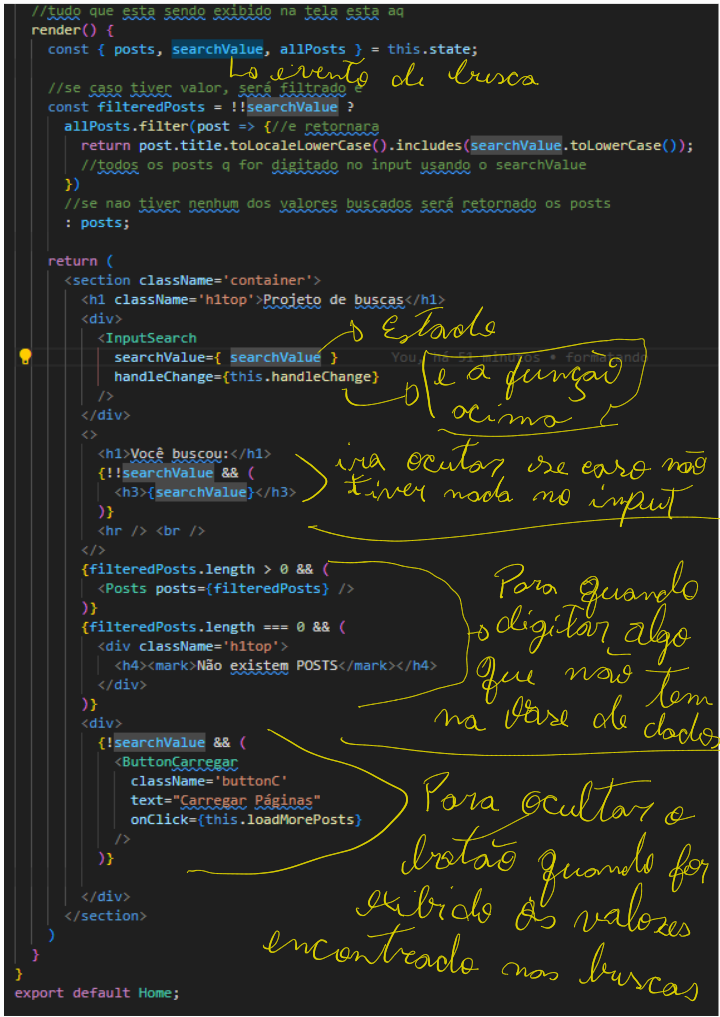 //tudo que esta sendo exibido na tela esta aq
render() {
const { posts, searchValue, allPosts } = this.state;
Lo evento de busca
//se caso tiver valor, será filtrado e
const filteredPosts = !!searchValue ?
allPosts.filter(post => {//e retornara
return post.title.toLocaleLowerCase().includes(searchValue.toLowerCase());
//todos os posts q for digitado no input usando o searchValue
})
//se nao tiver nenhum dos valores buscados será retornado os posts
: posts;
return (
<section className='container'>
<h1 className='h1top'>Projeto de buscas</h1>
<div>
<InputSearch
Estado
searchValue={ searchValue }
You, há 51 minutos • formatando
handleChange={this.handleChange}
e a função
acima
/>
</div>
<>
<h1>Você buscou:</h1>
{!!searchValue && (
<h3>{searchValue}</h3>
)}
ira ocutar se caso não
tiver nada no input
<hr /> <br />
</>
{filteredPosts.length > 0 && (
<Posts posts={filteredPosts} />
)}
{filteredPosts.length === 0 && (
<div className='h1top'>
<h4><mark>Não existem POSTS</mark></h4>
</div>
)}
Para quando
digitar algo
que não tem
na base de dados
<div>
{!searchValue && (
<ButtonCarregar
className='buttonC'
text="Carregar Páginas"
onClick={this.loadMorePosts}
/>
)}
Para ocultar o
botão quando for
exibido os valores
encontrado nas buscas
</div>
</section>
)
}
}
export default Home;